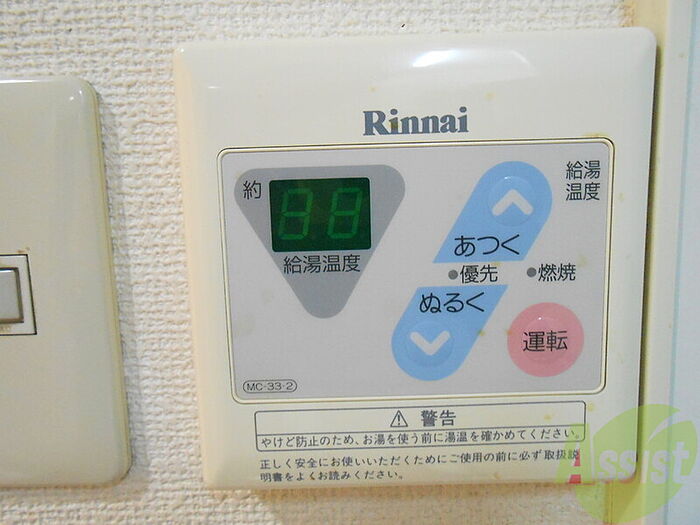 Rinnai
約
88
給湯温度
給湯
温度
あつく
優先
燃焼
ぬるく
運転
MC-33-2
警告
やけど防止のため、お湯を使う前に湯温を確かめてください。
正しく安全にお使いいただくためにご使用の前に必ず取扱説
明書をよくお読みください。
Assist